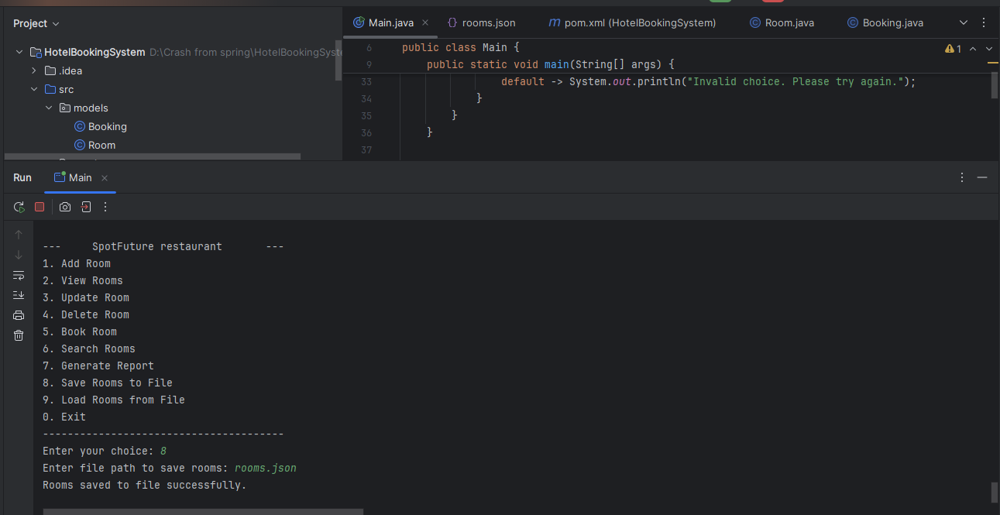 Project
Main.java
rooms.json
pom.xml (HotelBookingSystem)
Room.java
Booking.java
HotelBookingSystem D:\Crash from spring\HotelBookingSyste
.idea
src
models
Booking
Room
1
6 public class Main {
9 public static void main(String[] args) {
33 default -> System.out.println("Invalid choice. Please try again.");
34 }
35 }
36 }
37
Run
Main
--- SpotFuture restaurant ---
1. Add Room
2. View Rooms
3. Update Room
4. Delete Room
5. Book Room
6. Search Rooms
7. Generate Report
8. Save Rooms to File
9. Load Rooms from File
0. Exit
---------------------------------------
Enter your choice: 8
Enter file path to save rooms: rooms.json
Rooms saved to file successfully.